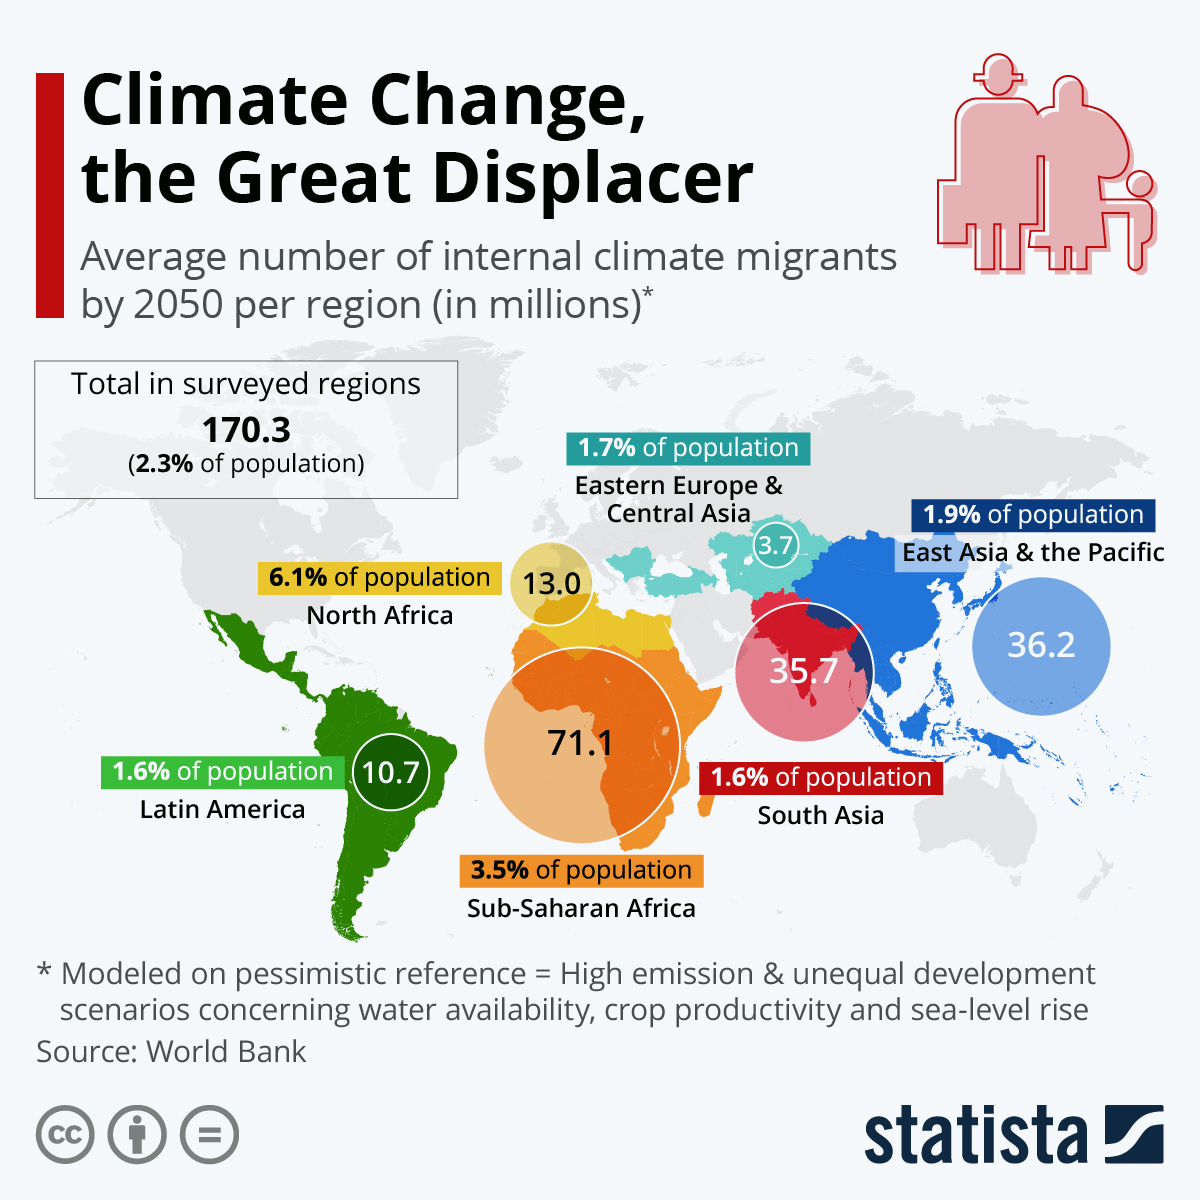 Climate Change,
the Great Displacer
Average number of internal climate migrants
by 2050 per region (in millions)*
Total in surveyed regions
170.3
(2.3% of population)
1.7% of population
Eastern Europe &
Central Asia
3.7
1.9% of population
East Asia & the Pacific
36.2
6.1% of population
North Africa
13.0
35.7
1.6% of population
South Asia
71.1
3.5% of population
Sub-Saharan Africa
1.6% of population
Latin America
10.7
* Modeled on pessimistic reference = High emission & unequal development
scenarios concerning water availability, crop productivity and sea-level rise
Source: World Bank
cc
statista